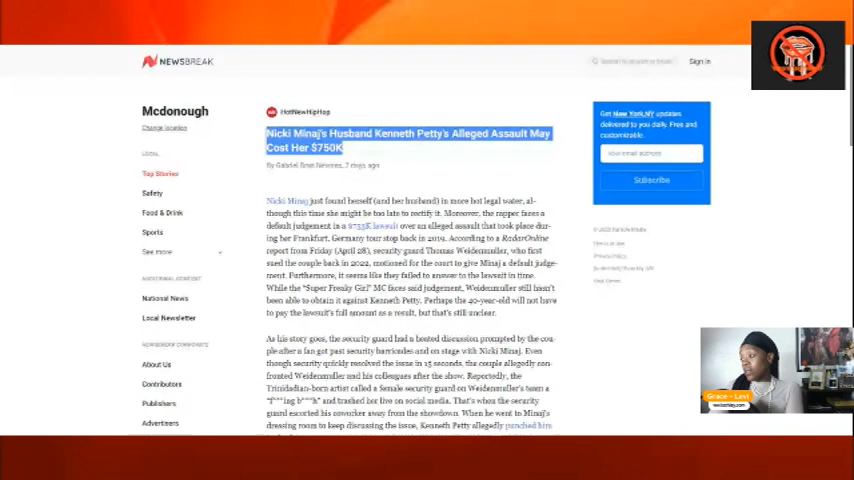 NEWSBREAK
Sign in
Mcdonough
Change location
LOCAL
Top Stories
Safety
Food & Drink
Sports
See more
National News
Local Newsletter
About Us
Contributors
Publishers
Advertisers
HotNewHipHop
Nicki Minaj's Husband Kenneth Petty's Alleged Assault May
Cost Her $750K
days ago
Nicki Minaj just found herself (and her husband) in more hot legal water, al-
though this time she might be too late to rectify it. Moreover, the rapper faces a
default judgement in a lawsuit over an alleged assault that took place dur-
ing her Frankfurt, Germany tour stop back in 2019. According to a RadarOnline
report from Friday (April 28), security guard Thomas Weidenmuller, who first
sued the couple back in 2022, motioned for the court to give Minaj a default judge-
ment. Furthermore, it seems like they failed to answer to the lawsuit in time.
While the "Super Freaky Girl" MC faces said judgement, Weidenmuller still hasn't
been able to obtain it against Kenneth Petty. Perhaps the 40-year-old will not have
to pay the lawsuit's full amount as a result, but that's still unclear.
As his story goes, the security guard had a heated discussion prompted by the cou-
ple after a fan got past security barricades and on stage with Nicki Minaj. Even
though security quickly resolved the issue in 15 seconds, the couple allegedly con-
fronted Weidenmuller and his colleagues after the show. Reportedly, the
Trinidadian-born artist called a female security guard on Weidenmuller's team a
"f***ing b***h" and trashed her live on social media. That's when the security
guard escorted his coworker away from the showdown. When he went to Minaj's
dressing room to keep discussing the issue, Kenneth Petty allegedly punched him
Get New York,NY updates
delivered to you daily. Free and
customizable.
Your email address
Subscribe
Grace - Levi